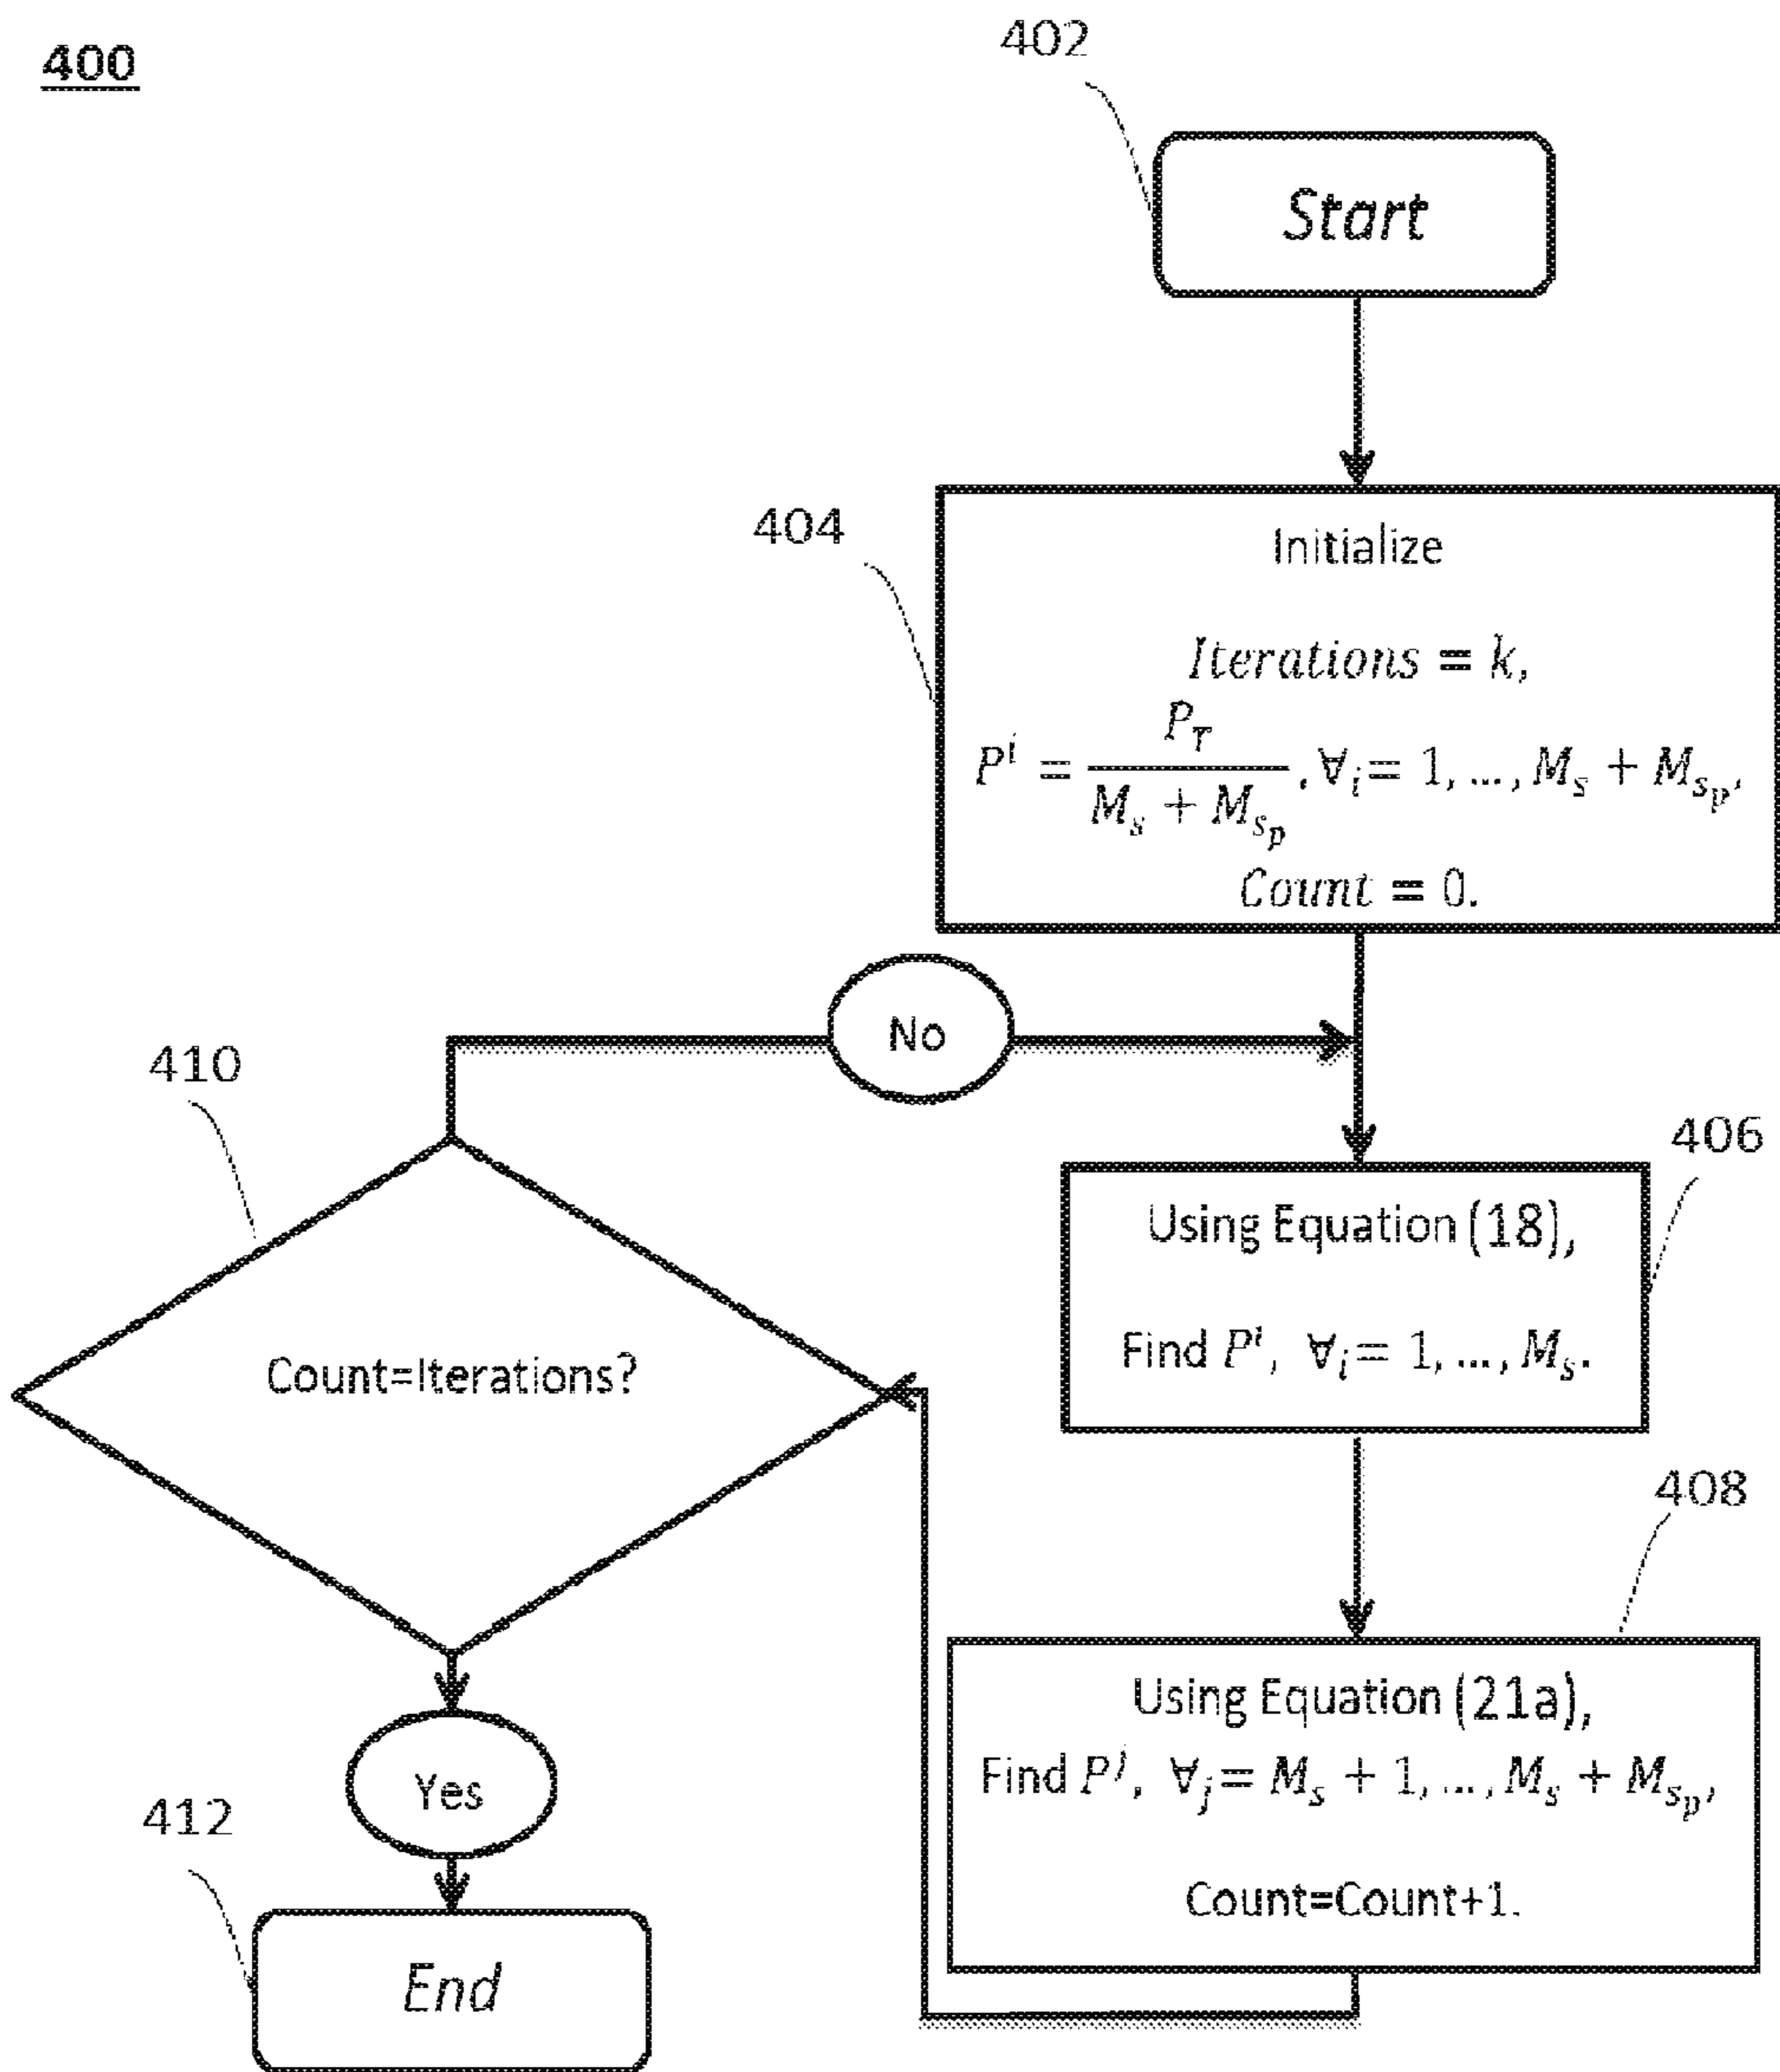 400
402
Start
404
Initialize
Iterations = k,
P^i = P_T / (M_s + M_{s_p}), ∀_i = 1, ..., M_s + M_{s_p},
Count = 0.
No
410
406
Using Equation (18),
Find P^i, ∀_i = 1, ..., M_s.
Count=Iterations?
408
Using Equation (21a),
Find P^j, ∀_j = M_s + 1, ..., M_s + M_{s_p},
Count=Count+1.
Yes
412
End